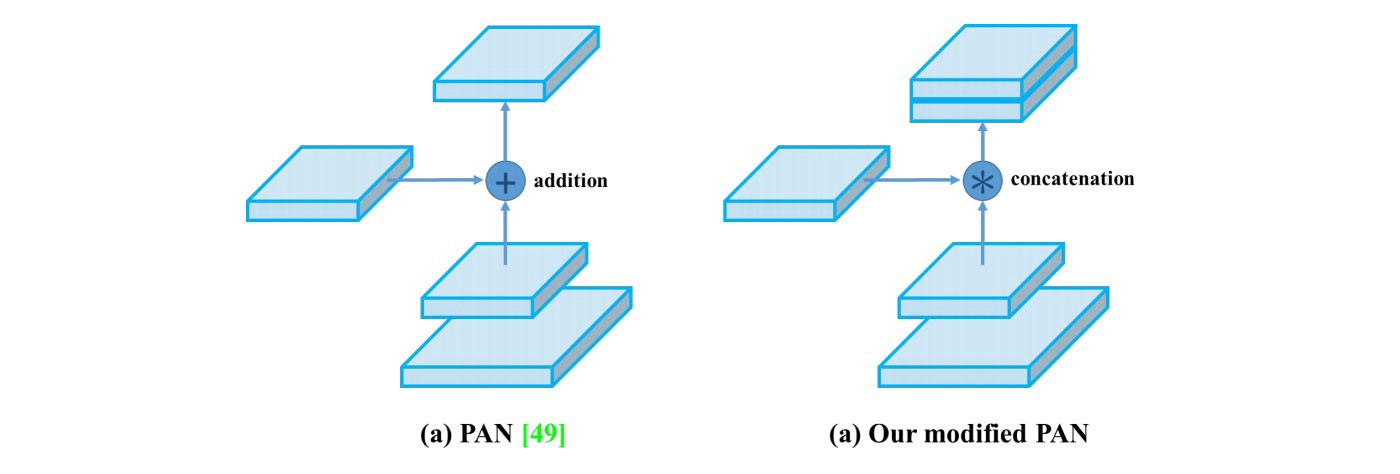 + addition
* concatenation
(a) PAN [49]
(a) Our modified PAN